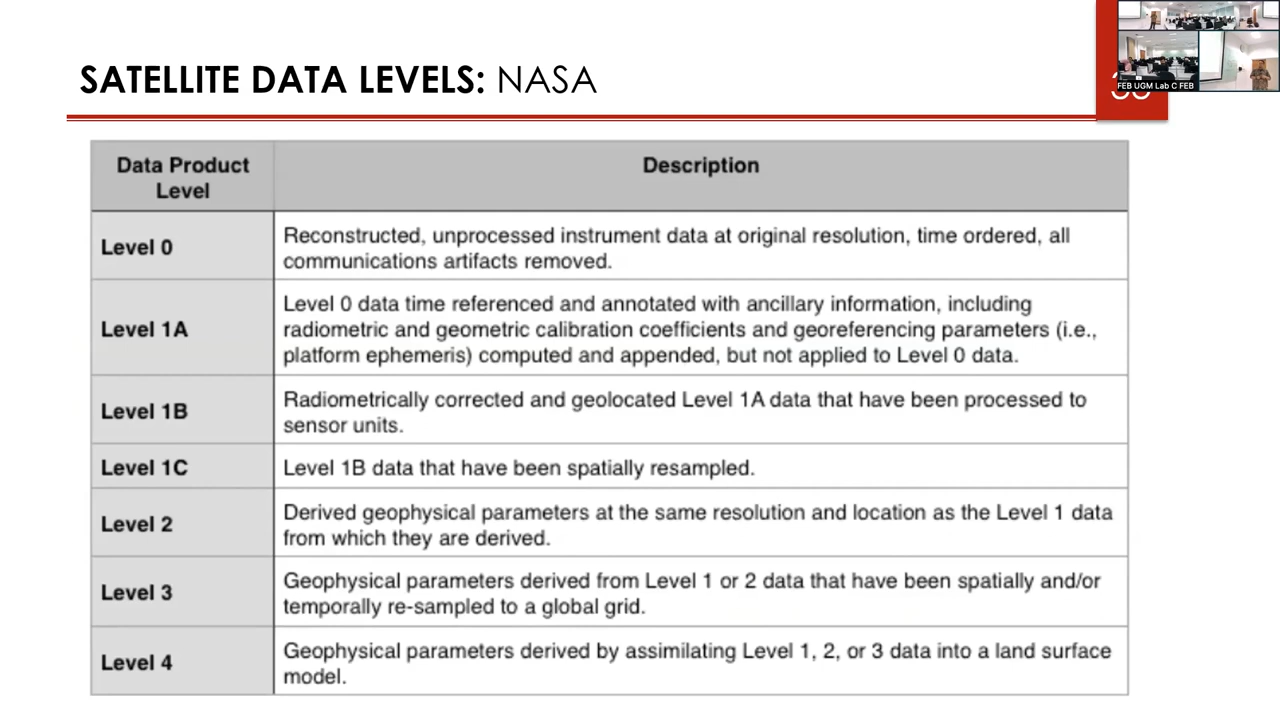 SATELLITE DATA LEVELS: NASA
FEB UGM Lab C FEB
Data Product
Level
Description
Level 0
Reconstructed, unprocessed instrument data at original resolution, time ordered, all
communications artifacts removed.
Level 1A
Level 0 data time referenced and annotated with ancillary information, including
radiometric and geometric calibration coefficients and georeferencing parameters (i.e.,
platform ephemeris) computed and appended, but not applied to Level 0 data.
Level 1B
Radiometrically corrected and geolocated Level 1A data that have been processed to
sensor units.
Level 1C
Level 1B data that have been spatially resampled.
Level 2
Derived geophysical parameters at the same resolution and location as the Level 1 data
from which they are derived.
Level 3
Geophysical parameters derived from Level 1 or 2 data that have been spatially and/or
temporally re-sampled to a global grid.
Level 4
Geophysical parameters derived by assimilating Level 1, 2, or 3 data into a land surface
model.